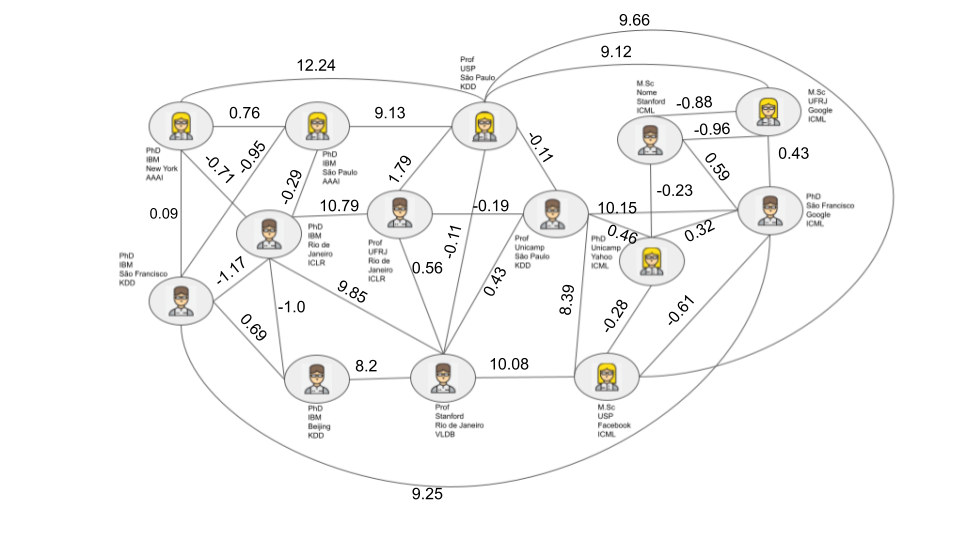 9.66
9.12
12.24
Prof
USP
São Paulo
KDD
M.Sc
Nome
Stanford
ICML
-0.88
M.Sc
UFRJ
Google
ICML
0.76
9.13
-0.96
-0.11
0.43
PhD
IBM
New York
AAAI
-0.71
-0.95
PhD
IBM
São Paulo
AAAI
-0.29
1.79
0.59
-0.23
PhD
São Francisco
Google
ICML
0.09
10.79
-0.19
10.15
0.46
0.32
PhD
IBM
Rio de
Janeiro
ICLR
Prof
UFRJ
Rio de
Janeiro
ICLR
-0.11
Prof
Unicamp
São Paulo
KDD
PhD
Unicamp
Yahoo
ICML
PhD
IBM
São Francisco
KDD
-1.17
0.56
0.43
9.85
-1.0
8.39
-0.28
-0.61
0.69
8.2
10.08
PhD
IBM
Beijing
KDD
Prof
Stanford
Rio de Janeiro
VLDB
M.Sc
USP
Facebook
ICML
9.25